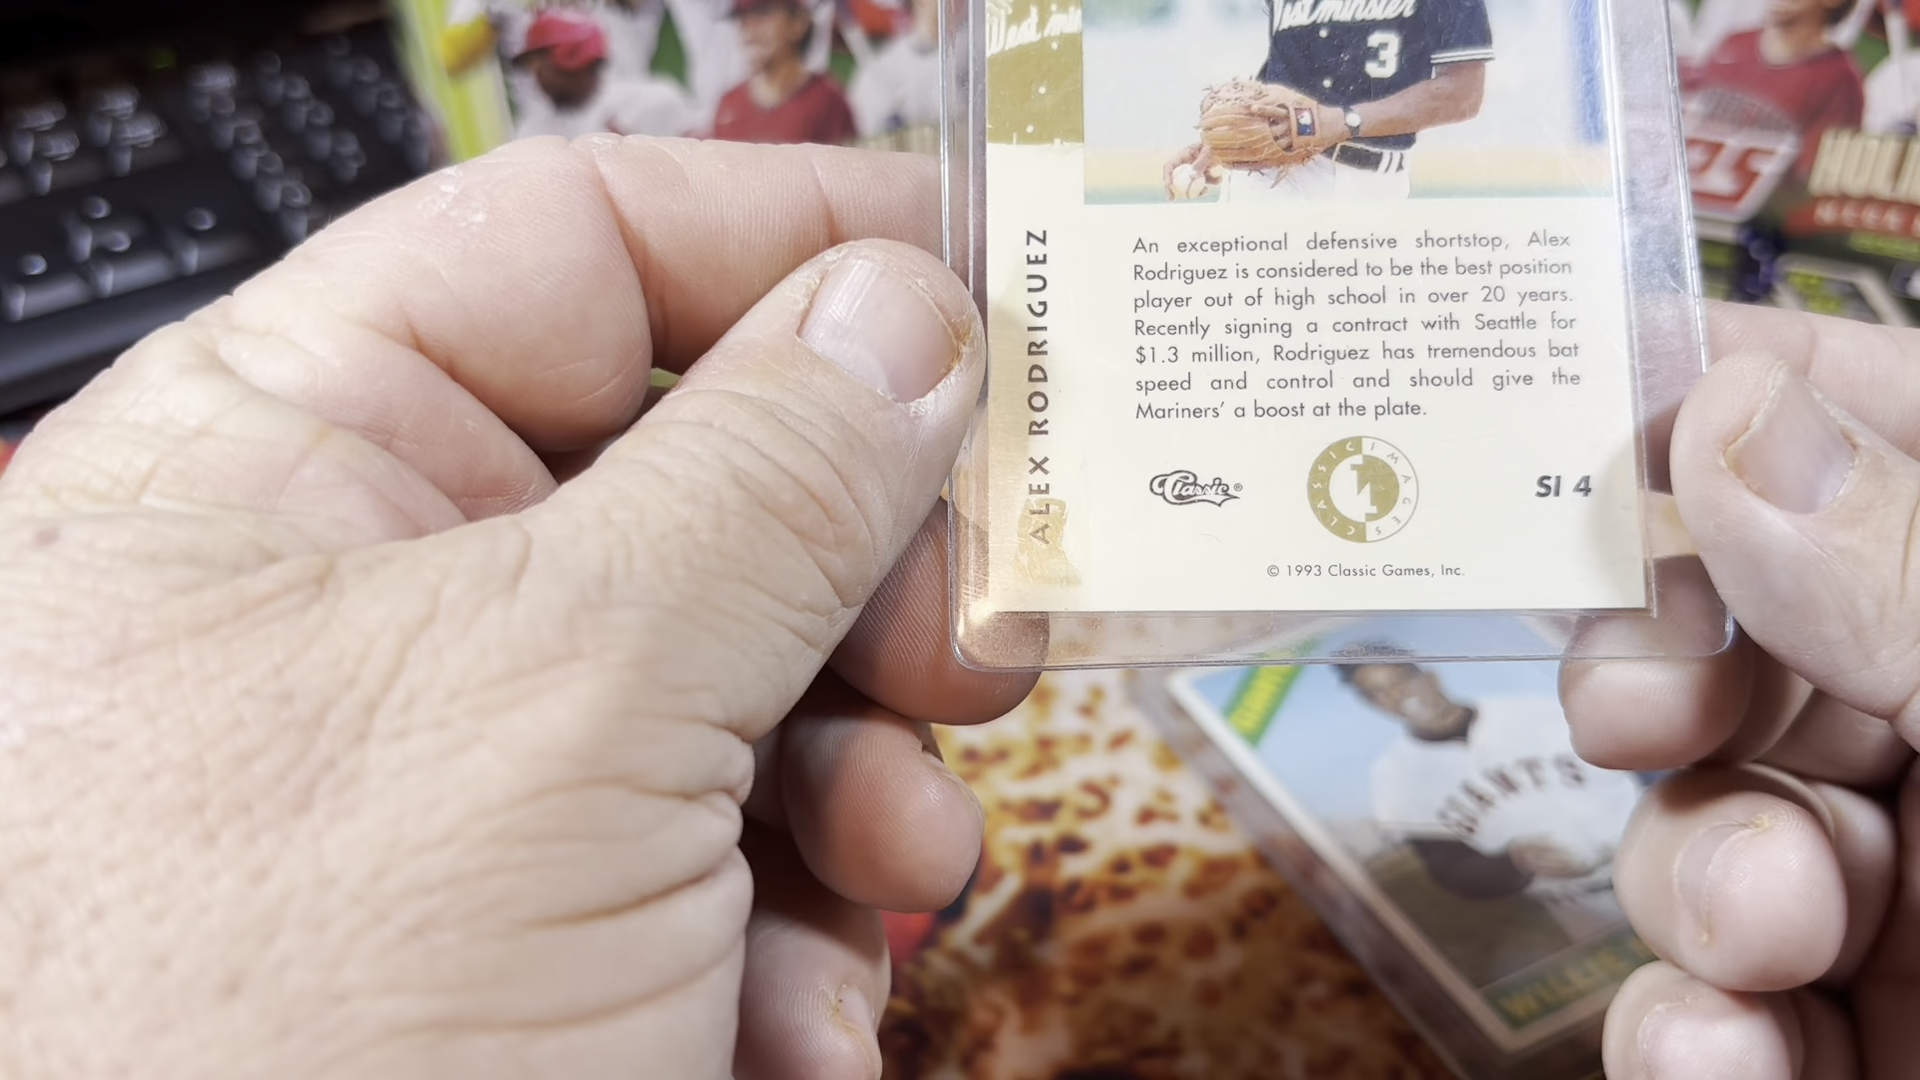 Westminster
3
ALEX RODRIGUEZ
An exceptional defensive shortstop, Alex
Rodriguez is considered to be the best position
player out of high school in over 20 years.
Recently signing a contract with Seattle for
$1.3 million, Rodriguez has tremendous bat
speed and control and should give the
Mariners' a boost at the plate.
Classic®
CLASSIC IMAGES
SI 4
© 1993 Classic Games, Inc.
GIANTS
WILLIE